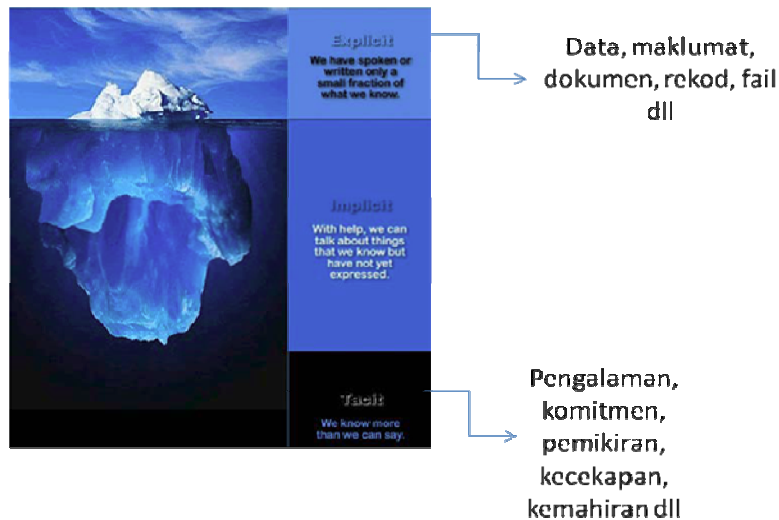 Explicit
We have spoken or
written only a
small fraction of
what we know.
Data, maklumat,
dokumen, rekod, fail
dll
Implicit
With help, we can
talk about things
that we know but
have not yet
expressed.
Tacit
We know more
than we can say.
Pengalaman,
komitmen,
pemikiran,
kecekapan,
kemahiran dll